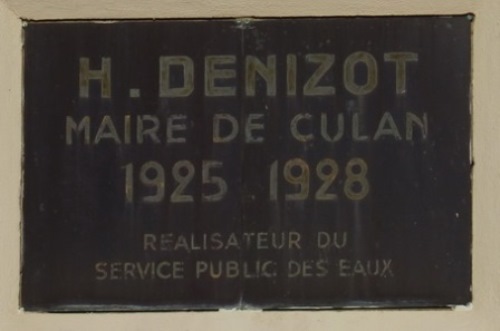 H. DENIZOT
MAIRE DE CULAN
1925 1928
REALISATEUR DU
SERVICE PUBLIC DES EAUX